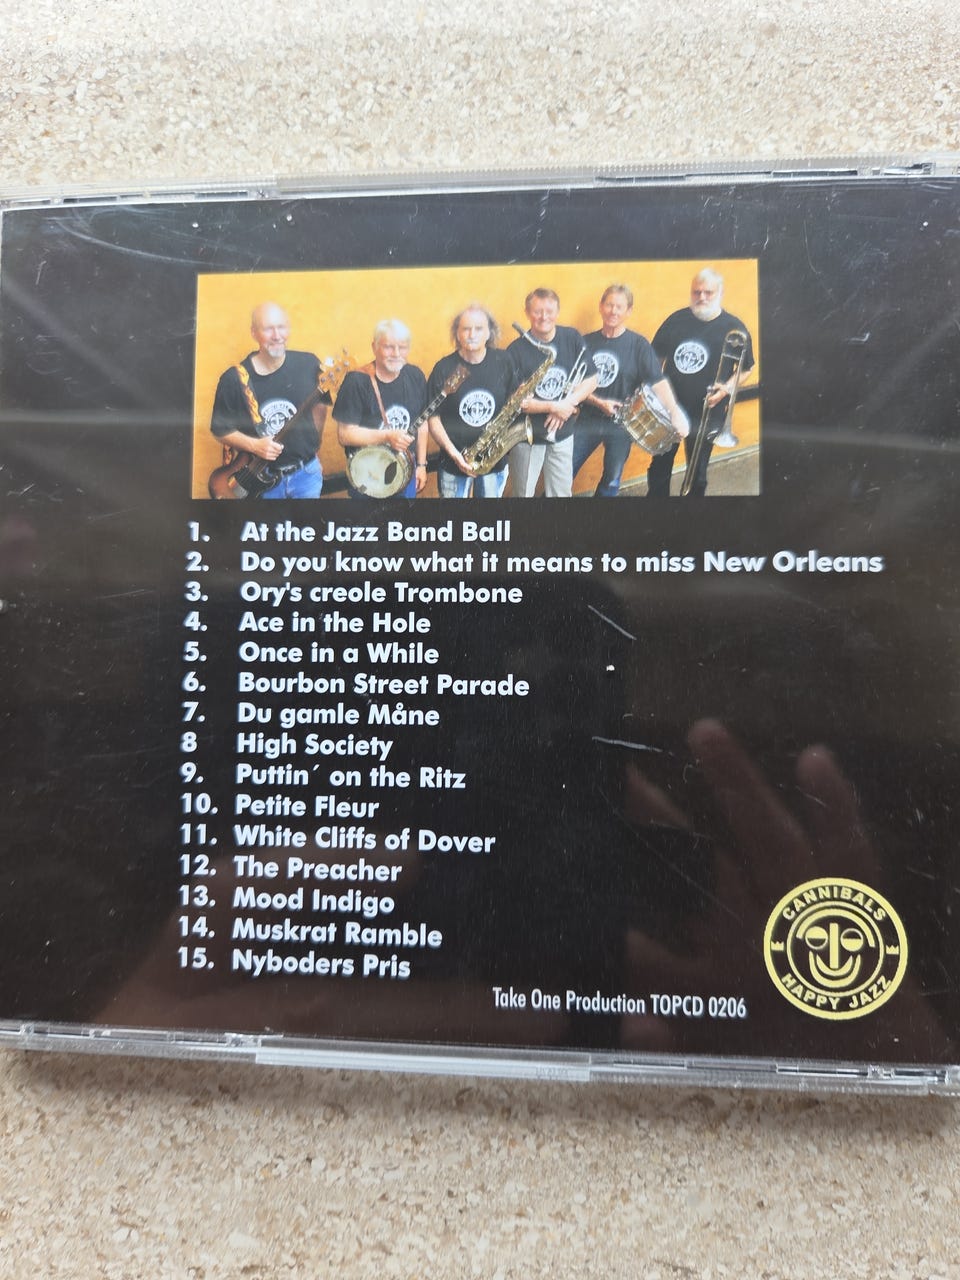 1. At the Jazz Band Ball
2. Do you know what it means to miss New Orleans
3. Ory's creole Trombone
4. Ace in the Hole
5. Once in a While
6. Bourbon Street Parade
7. Du gamle Måne
8 High Society
9. Puttin´ on the Ritz
10. Petite Fleur
11. White Cliffs of Dover
12. The Preacher
13. Mood Indigo
14. Muskrat Ramble
15. Nyboders Pris
Take One Production TOPCD 0206
CANNIBALS
HAPPY JAZZ